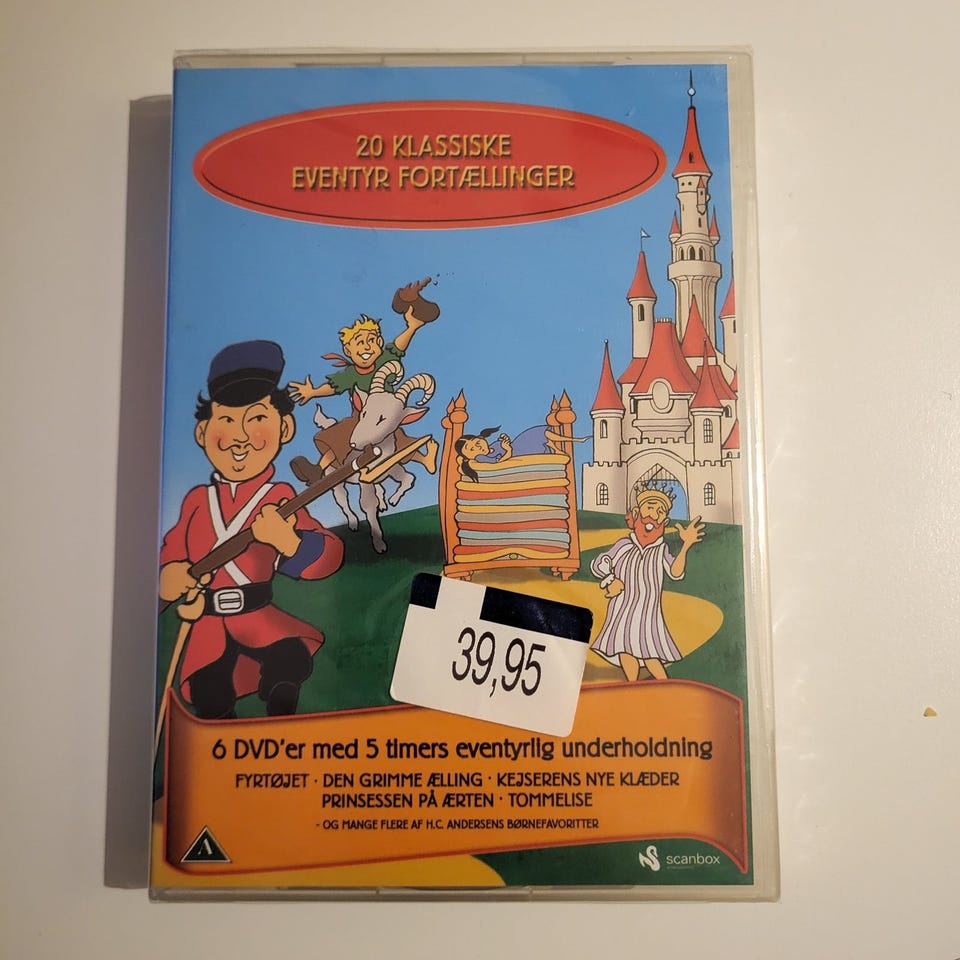 20 KLASSISKE
EVENTYR FORTÆLLINGER
39,95
6 DVD'er med 5 timers eventyrlig underholdning
FYRTØJET · DEN GRIMME ÆLLING · KEJSERENS NYE KLÆDER
PRINSESSEN PÅ ÆRTEN · TOMMELISE
- OG MANGE FLERE AF H.C. ANDERSENS BØRNEFAVORITTER
A
scanbox